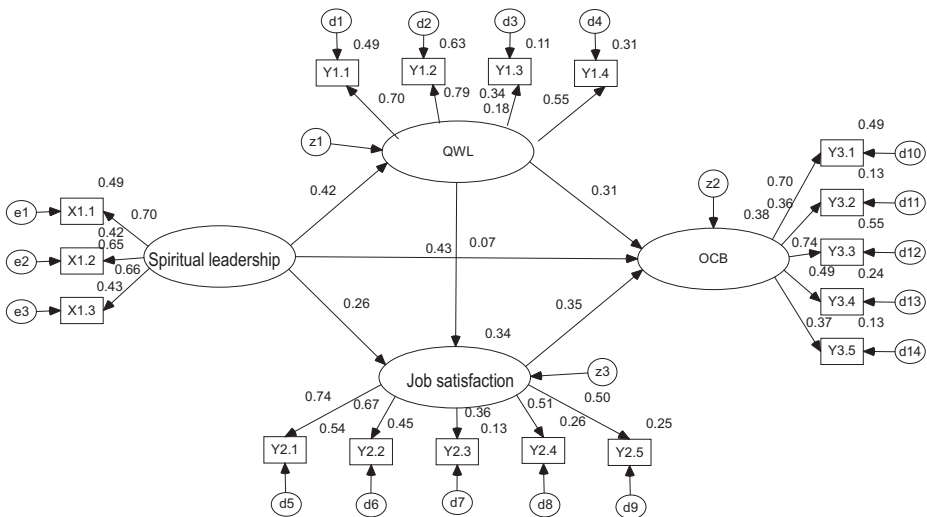 d1 d2 d3 d4
0.49 0.63 0.11 0.31
Y1.1 Y1.2 Y1.3 Y1.4
0.70 0.79 0.34 0.55
0.18
z1
QWL
0.49
d10
Y3.1
0.13
0.42
0.31
z2
0.70
0.36
0.38
Y3.2
d11
0.55
0.49
e1
X1.1
0.70
0.42
0.65
e2
X1.2
0.66
0.43
e3
X1.3
Spiritual leadership
0.43 0.07
OCB
0.74
Y3.3
d12
0.24
0.49
Y3.4
d13
0.13
0.37
Y3.5
d14
0.26
0.35
0.34
Job satisfaction
z3
0.74 0.67 0.36 0.51 0.50
0.54 0.45 0.13 0.26 0.25
Y2.1 Y2.2 Y2.3 Y2.4 Y2.5
d5 d6 d7 d8 d9